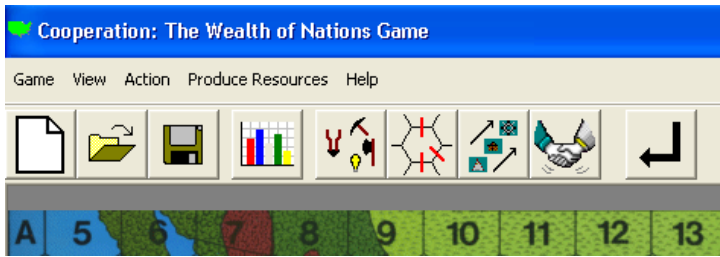 Cooperation: The Wealth of Nations Game
Game View Action Produce Resources Help
A 5 6 7 8 9 10 11 12 13